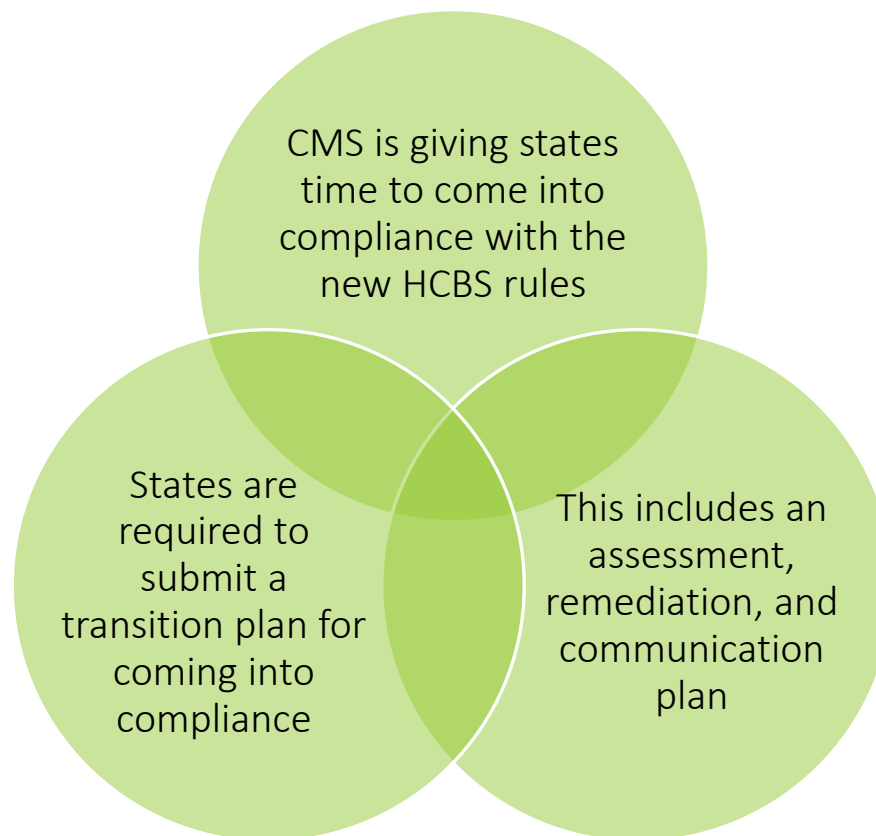 CMS is giving states
time to come into
compliance with the
new HCBS rules
States are
required to
submit a
transition plan for
coming into
compliance
This includes an
assessment,
remediation, and
communication
plan